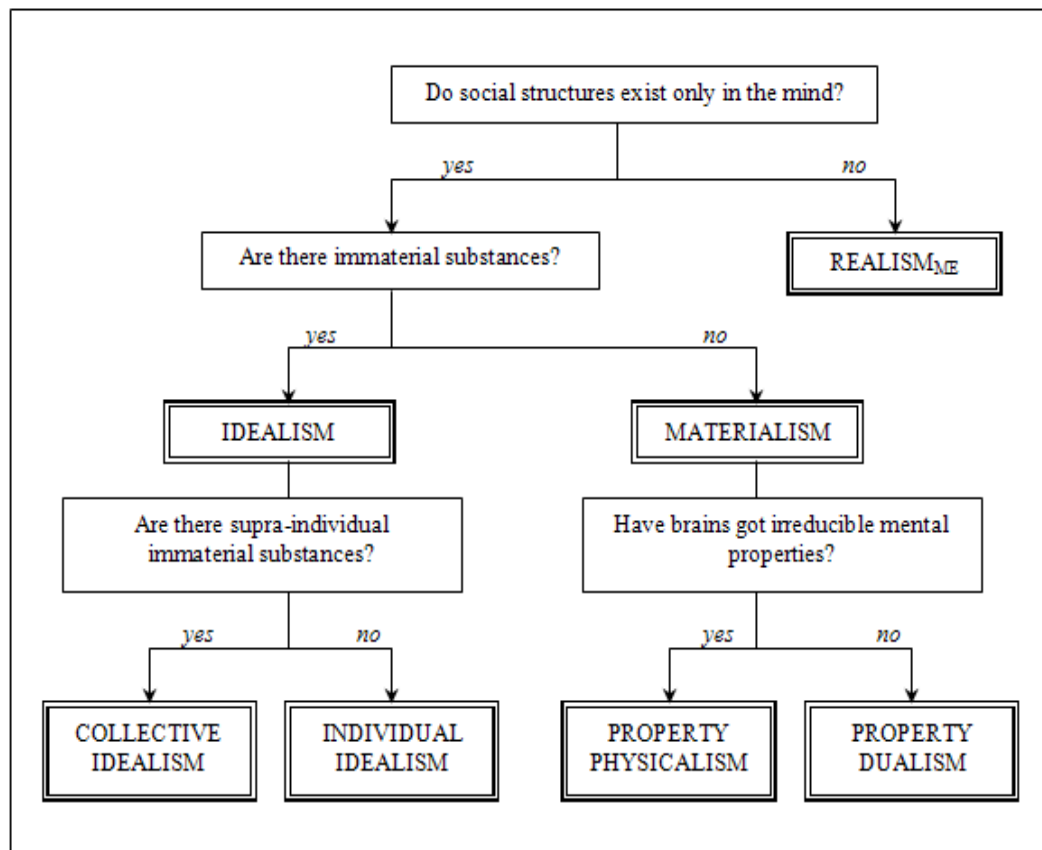 Do social structures exist only in the mind?
yes
no
Are there immaterial substances?
REALISM_ME
yes
no
IDEALISM
MATERIALISM
Are there supra-individual
immaterial substances?
Have brains got irreducible mental
properties?
yes
no
yes
no
COLLECTIVE
IDEALISM
INDIVIDUAL
IDEALISM
PROPERTY
PHYSICALISM
PROPERTY
DUALISM